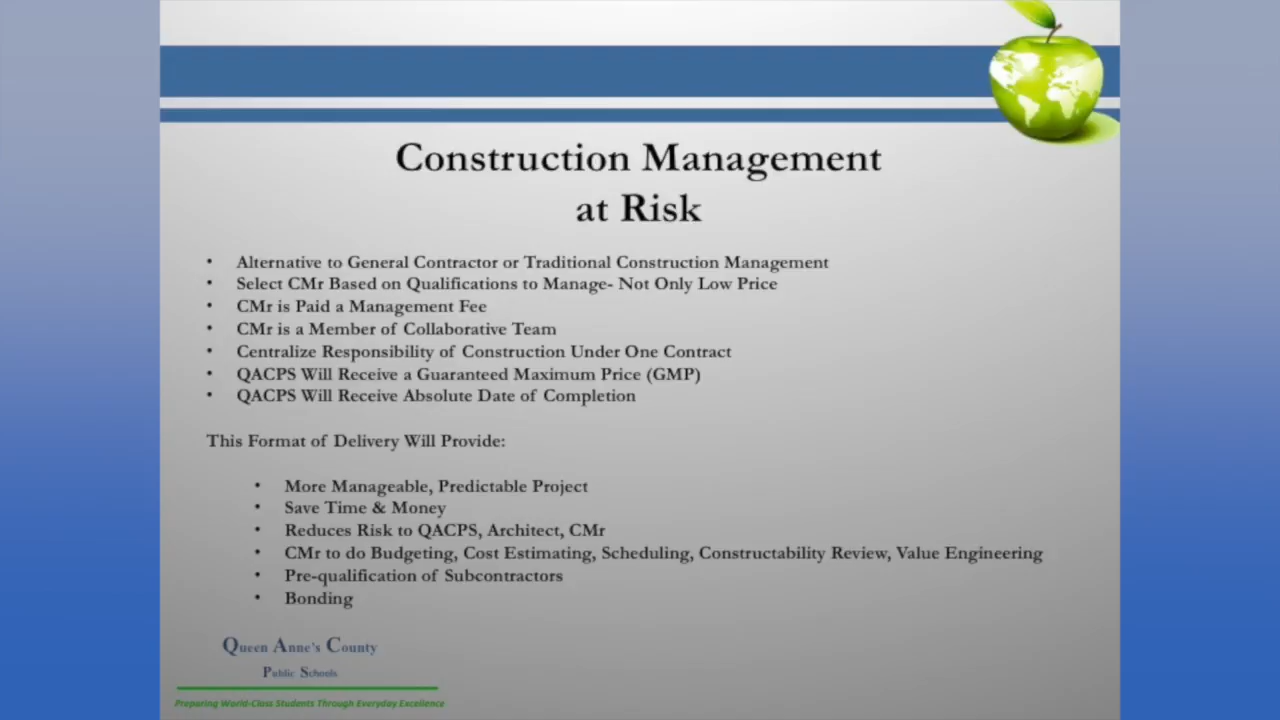 Construction Management
at Risk
• Alternative to General Contractor or Traditional Construction Management
• Select CMr Based on Qualifications to Manage- Not Only Low Price
• CMr is Paid a Management Fee
• CMr is a Member of Collaborative Team
• Centralize Responsibility of Construction Under One Contract
• QACPS Will Receive a Guaranteed Maximum Price (GMP)
• QACPS Will Receive Absolute Date of Completion
This Format of Delivery Will Provide:
• More Manageable, Predictable Project
• Save Time & Money
• Reduces Risk to QACPS, Architect, CMr
• CMr to do Budgeting, Cost Estimating, Scheduling, Constructability Review, Value Engineering
• Pre-qualification of Subcontractors
• Bonding
Queen Anne's County
Public Schools
Preparing World-Class Students Through Everyday Excellence